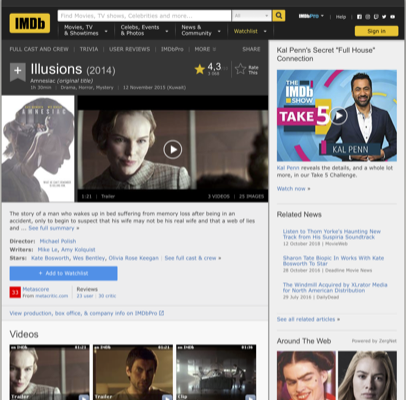 IMDb
Find Movies, TV shows, Celebrities and more...
All
IMDbPro
Help
Movies, TV & Showtimes
Celebs, Events & Photos
News & Community
Watchlist
Sign in
FULL CAST AND CREW | TRIVIA | USER REVIEWS | IMDbPro | MORE
SHARE
Illusions (2014)
Amnesiac (original title)
1h 30min - Drama, Horror, Mystery - 12 November 2015 (Kuwait)
4,3
Rate This
AMNESIAC
1:21 | Trailer
3 VIDEOS | 25 IMAGES
The story of a man who wakes up in bed suffering from memory loss after being in an
accident, only to begin to suspect that his wife may not be his real wife and that a web of lies
and ... See full summary »
Director: Michael Polish
Writers: Mike Le, Amy Kolquist
Stars: Kate Bosworth, Wes Bentley, Olivia Rose Keegan | See full cast & crew »
+ Add to Watchlist
33
Metascore
From metacritic.com
Reviews
23 user | 30 critic
View production, box office, & company info on IMDbPro
Videos
01:21
01:21
01:36
Trailer
Trailer
The
Kal Penn's Secret "Full House"
Connection
THE
IMDb
SHOW
TAKE 5
KAL PENN
Kal Penn reveals the details, and a whole lot
more, in our Take 5 Challenge.
Watch now »
Related News
Listen to Thom Yorke's Haunting New
Track From His Suspiria Soundtrack
12 October 2018 | MovieWeb
Sharon Tate Biopic In Works With Kate
Bosworth To Star
28 October 2016 | Deadline Movie News
The Windmill Acquired by XLrator Media
for North American Distribution
29 July 2016 | DailyDead
See all related articles »
Around The Web
Powered by ZergNet